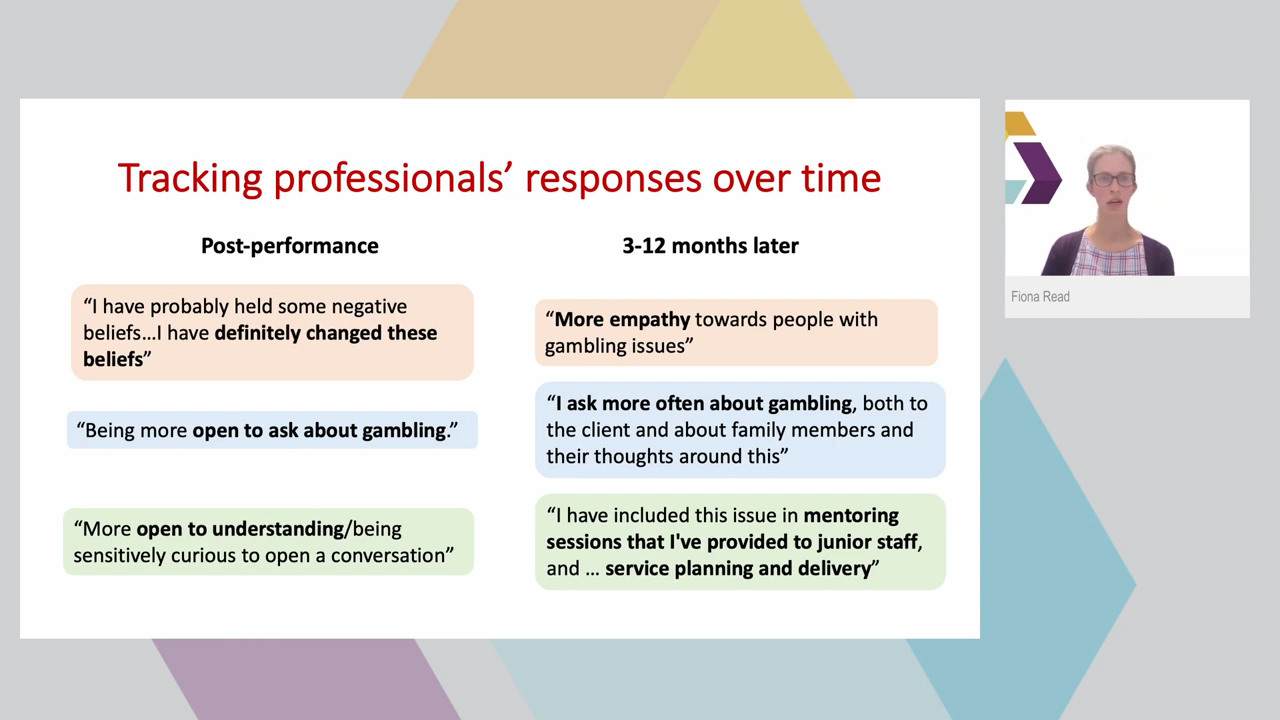 Tracking professionals’ responses over time
Post-performance
“I have probably held some negative
beliefs...I have definitely changed these
beliefs”
“Being more open to ask about gambling.”
“More open to understanding/being
sensitively curious to open a conversation”
3-12 months later
“More empathy towards people with
gambling issues”
“I ask more often about gambling, both to
the client and about family members and
their thoughts around this”
“I have included this issue in mentoring
sessions that I've provided to junior staff,
and ... service planning and delivery”
Fiona Read